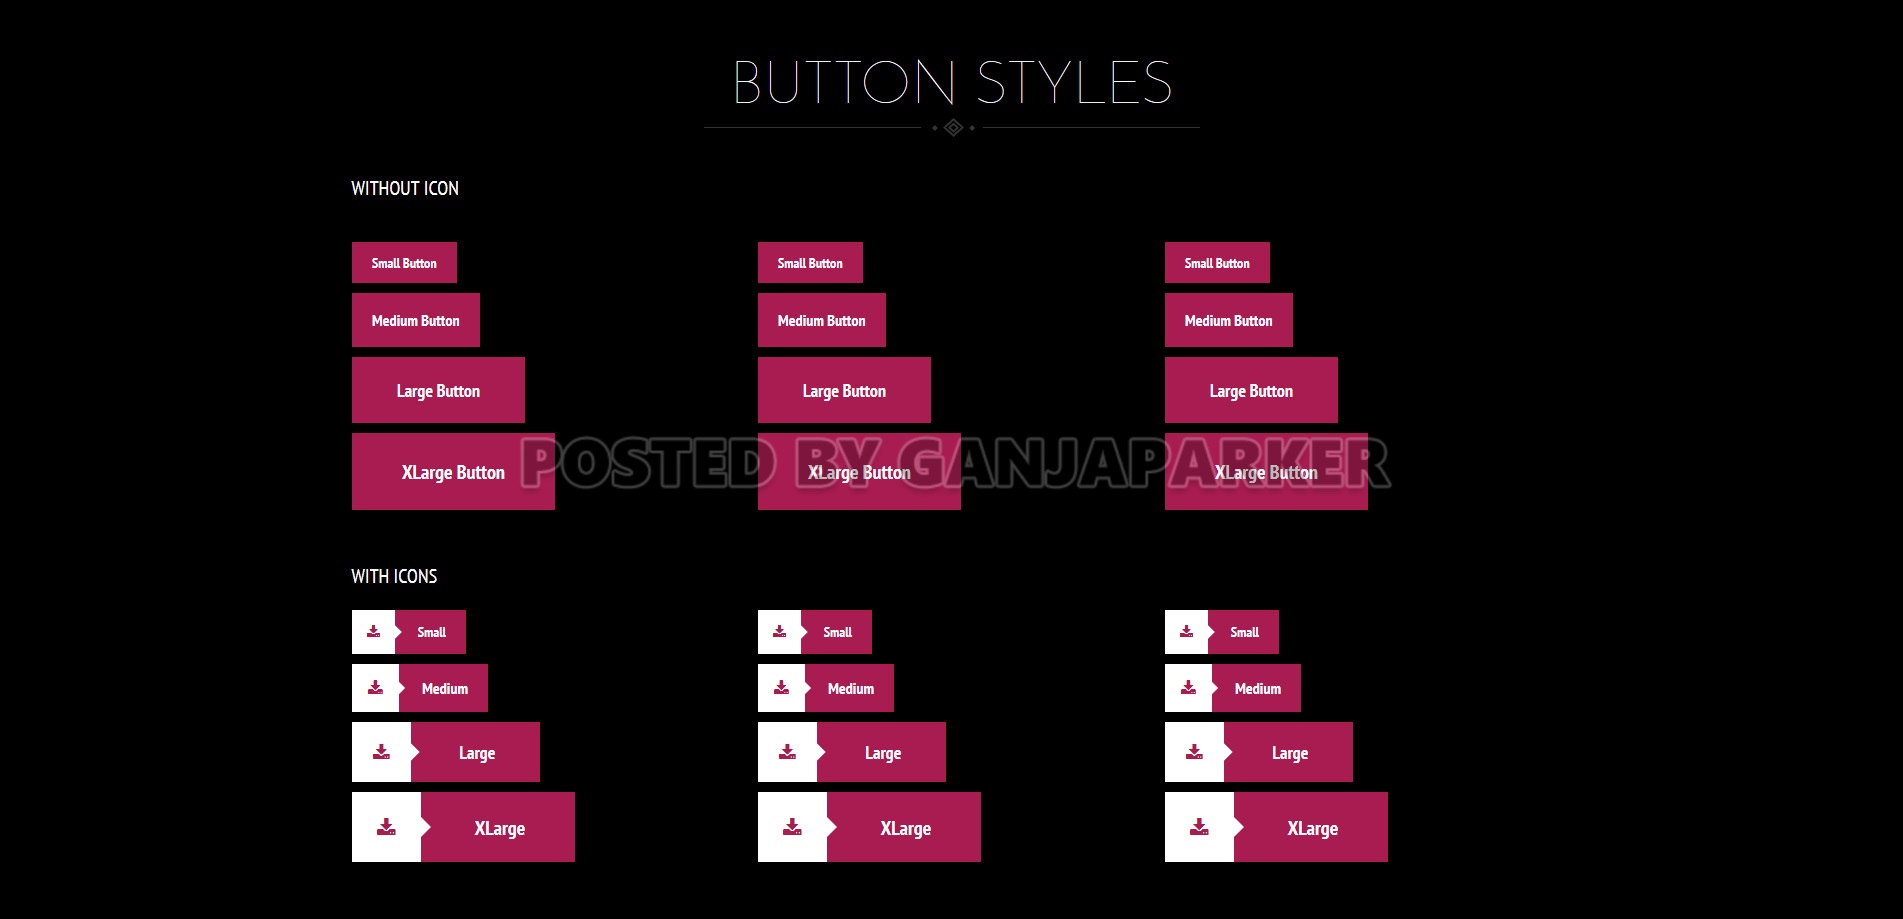 BUTTON STYLES
WITHOUT ICON
Small Button
Small Button
Small Button
Medium Button
Medium Button
Medium Button
Large Button
Large Button
Large Button
XLarge Button
XLarge Button
XLarge Button
POSTED BY GANJAPARKER
WITH ICONS
Small
Small
Small
Medium
Medium
Medium
Large
Large
Large
XLarge
XLarge
XLarge